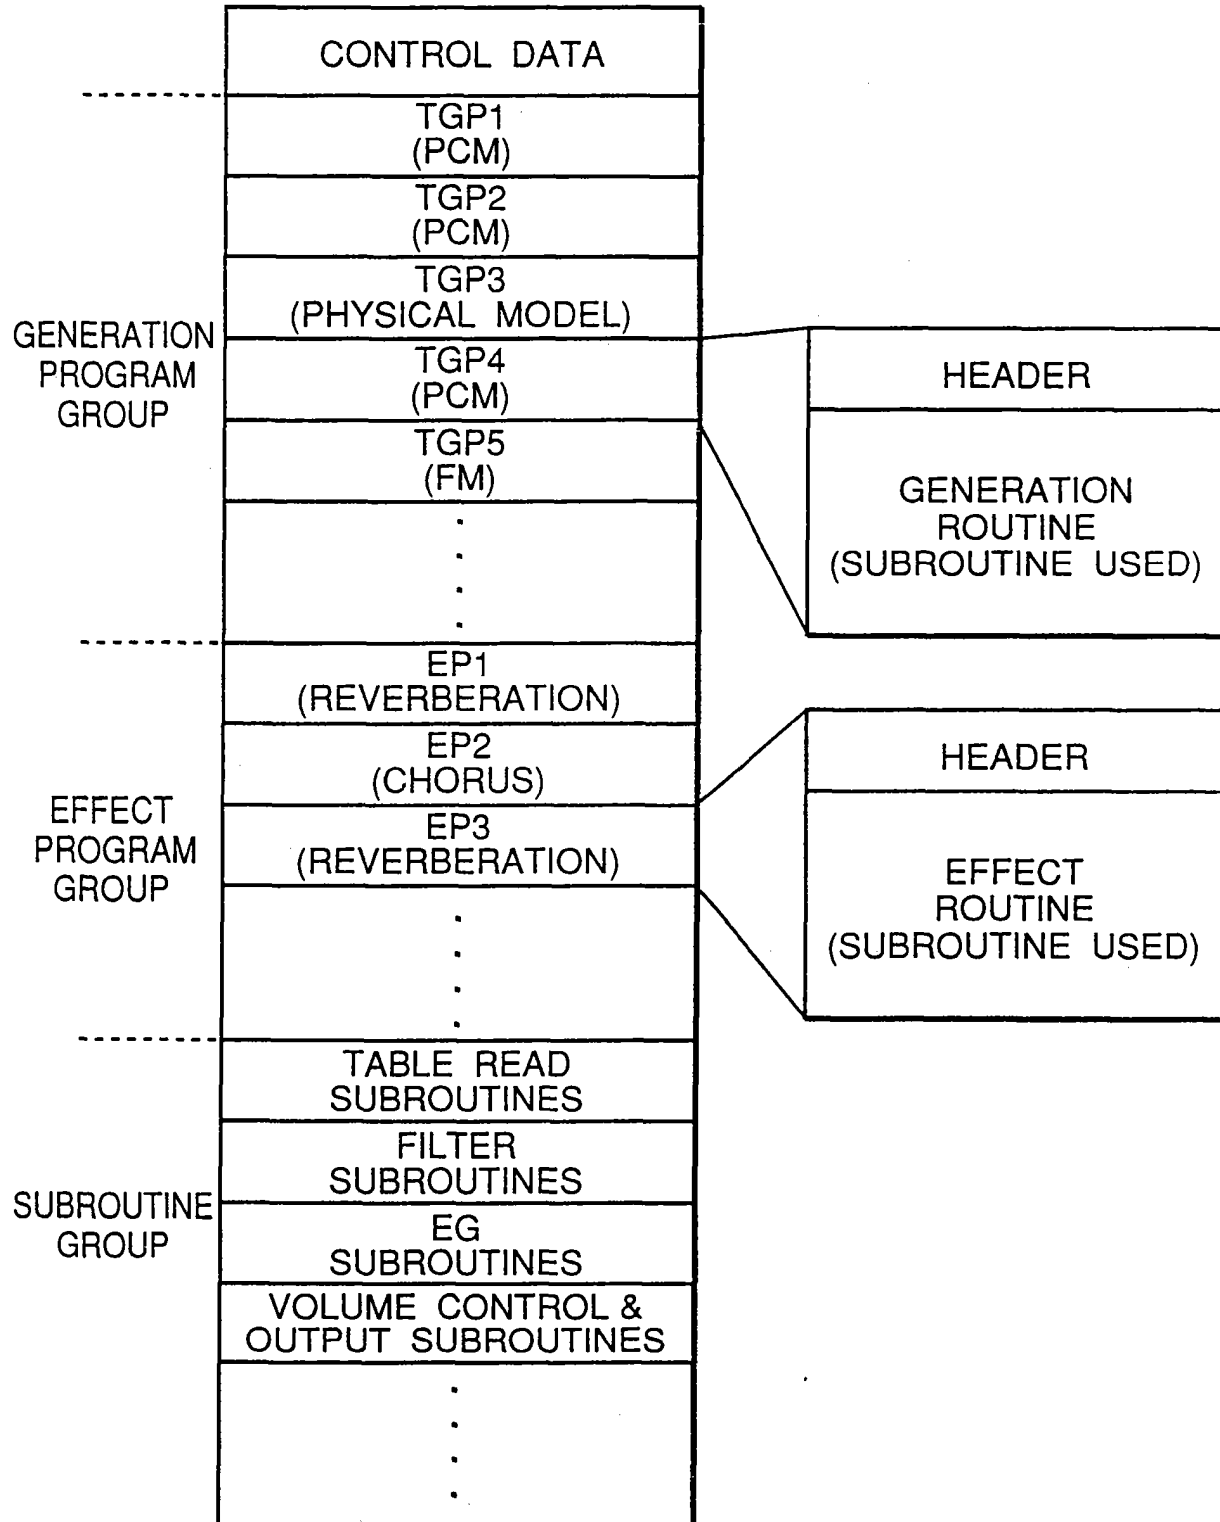 CONTROL DATA
TGP1
(PCM)
TGP2
(PCM)
TGP3
(PHYSICAL MODEL)
GENERATION
PROGRAM
GROUP
TGP4
(PCM)
TGP5
(FM)
HEADER
GENERATION
ROUTINE
(SUBROUTINE USED)
EP1
(REVERBERATION)
EP2
(CHORUS)
EFFECT
PROGRAM
GROUP
EP3
(REVERBERATION)
HEADER
EFFECT
ROUTINE
(SUBROUTINE USED)
TABLE READ
SUBROUTINES
FILTER
SUBROUTINES
SUBROUTINE
GROUP
EG
SUBROUTINES
VOLUME CONTROL &
OUTPUT SUBROUTINES